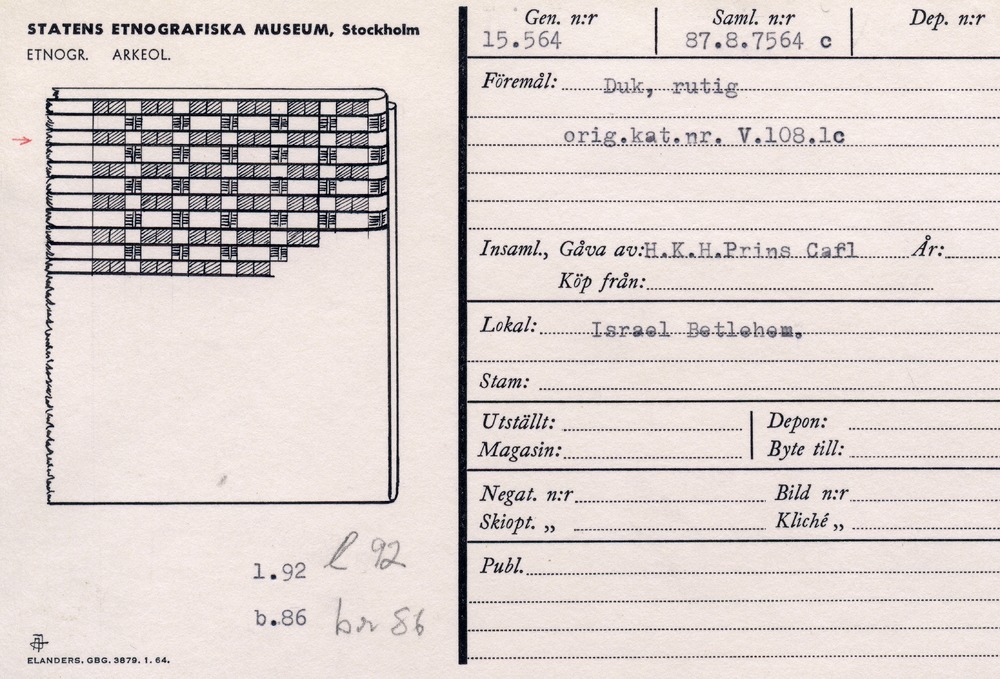 STATENS ETNOGRAFISKA MUSEUM, Stockholm
ETNOGR. ARKEOL.
l.92 l 92
b.86 br 86
ELANDERS. GBG. 3879. 1. 64.
Gen. n:r Saml. n:r Dep. n:r
15.564 87.8.7564 c
Föremål: Duk, rutig
orig.kat.nr. V.108.1c
Insaml., Gåva av: H.K.H.Prins Cafl År:
Köp från:
Lokal: Israel Betlehem.
Stam:
Utställt: Depon:
Magasin: Byte till:
Negat. n:r Bild n:r
Skiopt. „ Kliché „
Publ.